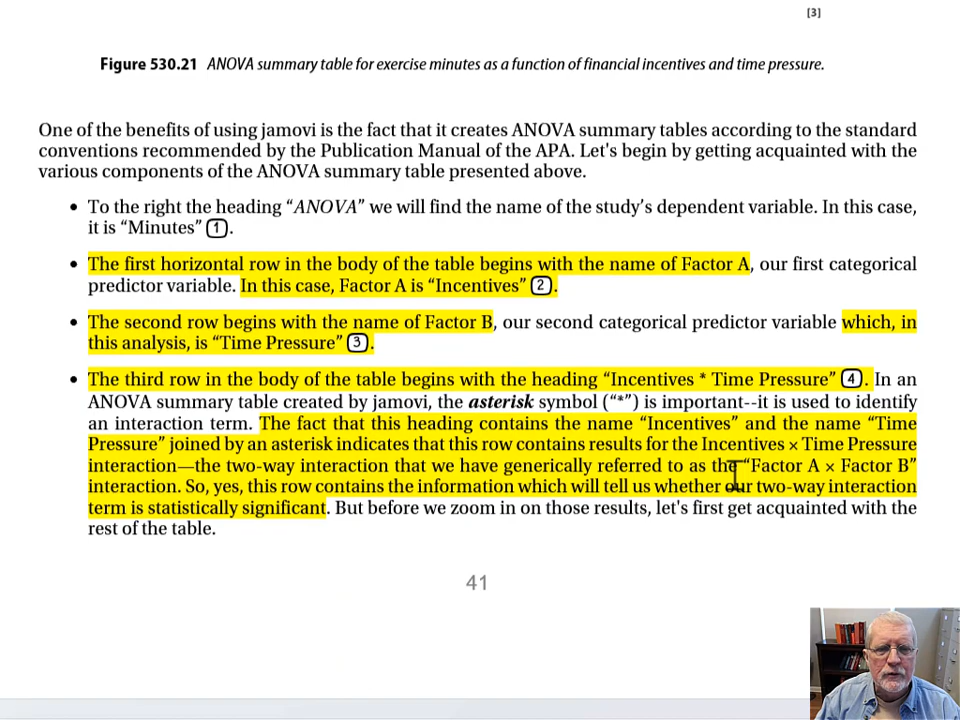 [3]
Figure 530.21 ANOVA summary table for exercise minutes as a function of financial incentives and time pressure.
One of the benefits of using jamovi is the fact that it creates ANOVA summary tables according to the standard
conventions recommended by the Publication Manual of the APA. Let's begin by getting acquainted with the
various components of the ANOVA summary table presented above.
• To the right the heading “ANOVA” we will find the name of the study’s dependent variable. In this case,
it is “Minutes” 1.
• The first horizontal row in the body of the table begins with the name of Factor A, our first categorical
predictor variable. In this case, Factor A is “Incentives” 2.
• The second row begins with the name of Factor B, our second categorical predictor variable which, in
this analysis, is “Time Pressure” 3.
• The third row in the body of the table begins with the heading “Incentives * Time Pressure” 4. In an
ANOVA summary table created by jamovi, the asterisk symbol (“*”) is important--it is used to identify
an interaction term. The fact that this heading contains the name “Incentives” and the name “Time
Pressure” joined by an asterisk indicates that this row contains results for the Incentives × Time Pressure
interaction—the two-way interaction that we have generically referred to as the “Factor A × Factor B”
interaction. So, yes, this row contains the information which will tell us whether our two-way interaction
term is statistically significant. But before we zoom in on those results, let's first get acquainted with the
rest of the table.
41